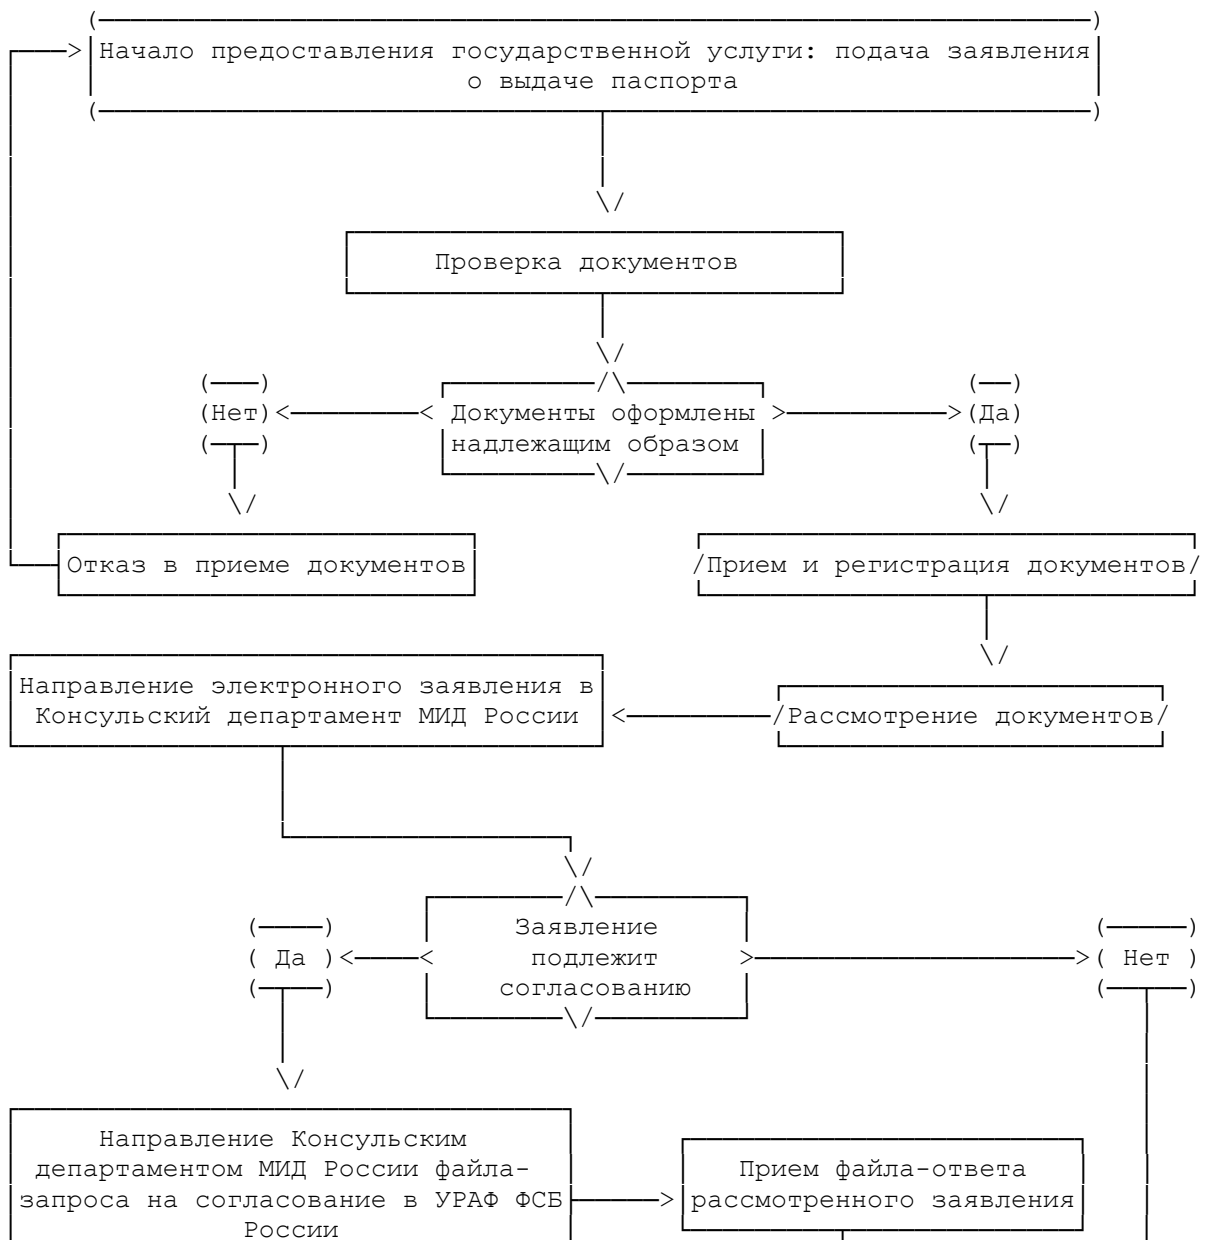 Начало предоставления государственной услуги: подача заявления
о выдаче паспорта
Проверка документов
Нет
Документы оформлены
надлежащим образом
Да
Отказ в приеме документов
Прием и регистрация документов
Направление электронного заявления в
Консульский департамент МИД России
Рассмотрение документов
Да
Заявление
подлежит
согласованию
Нет
Направление Консульским
департаментом МИД России файла-
запроса на согласование в УРАФ ФСБ
России
Прием файла-ответа
рассмотренного заявления